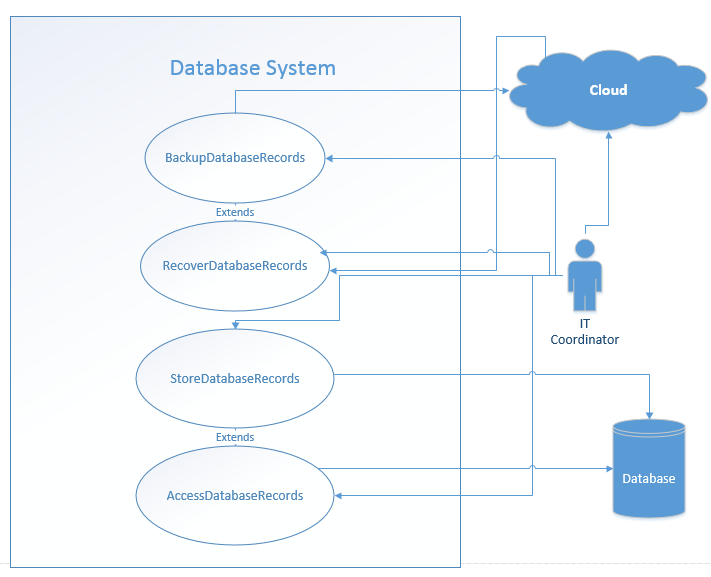 Database System
Cloud
BackupDatabaseRecords
Extends
RecoverDatabaseRecords
IT
Coordinator
StoreDatabaseRecords
Extends
Database
AccessDatabaseRecords